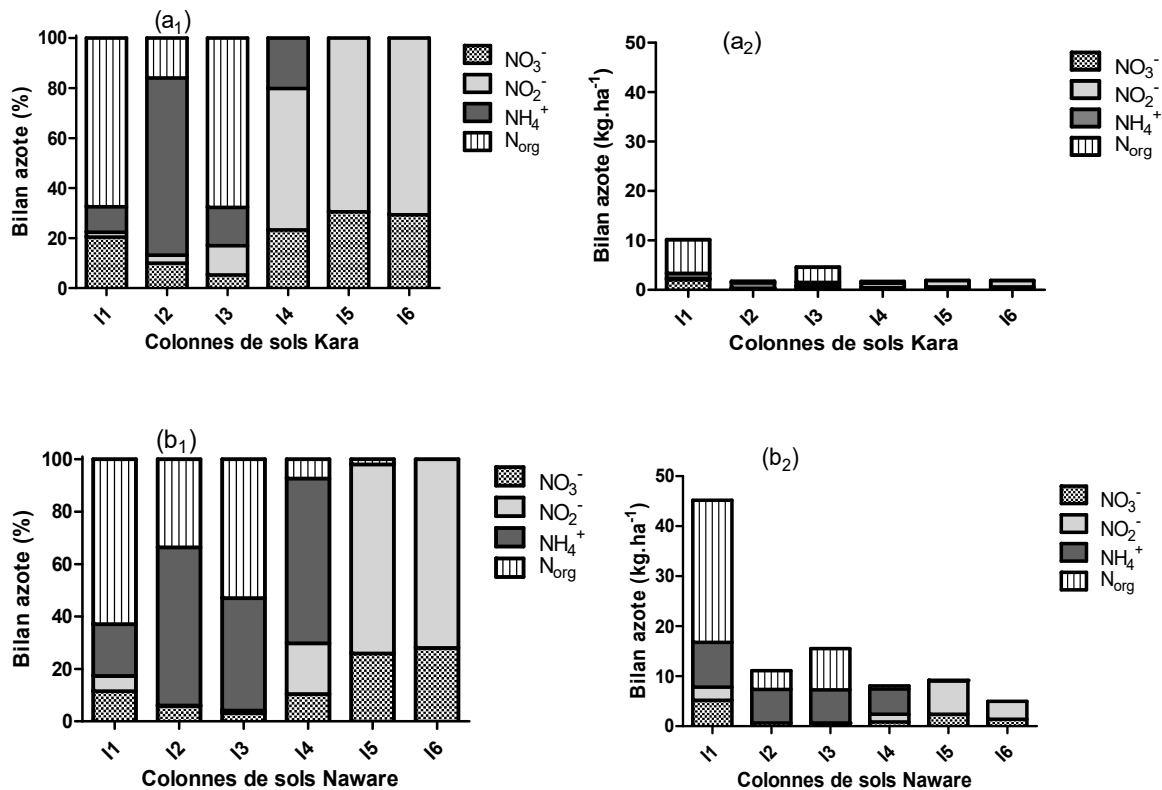 (a1)
Bilan azote (%)
100
80
60
40
20
0
I1 I2 I3 I4 I5 I6
Colonnes de sols Kara
NO3-
NO2-
NH4+
Norg
(a2)
Bilan azote (kg.ha-1)
50
40
30
20
10
0
I1 I2 I3 I4 I5 I6
Colonnes de sols Kara
NO3-
NO2-
NH4+
Norg
(b1)
Bilan azote (%)
100
80
60
40
20
0
I1 I2 I3 I4 I5 I6
Colonnes de sols Naware
NO3-
NO2-
NH4+
Norg
(b2)
Bilan azote (kg.ha-1)
50
40
30
20
10
0
I1 I2 I3 I4 I5 I6
Colonnes de sols Naware
NO3-
NO2-
NH4+
Norg